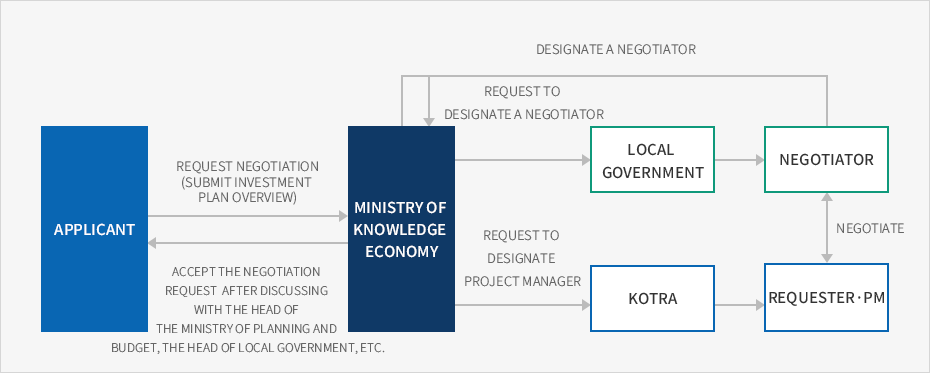 DESIGNATE A NEGOTIATOR
REQUEST TO
DESIGNATE A NEGOTIATOR
LOCAL
GOVERNMENT
NEGOTIATOR
REQUEST NEGOTIATION
(SUBMIT INVESTMENT
PLAN OVERVIEW)
APPLICANT
MINISTRY OF
KNOWLEDGE
ECONOMY
NEGOTIATE
REQUEST TO
DESIGNATE
PROJECT MANAGER
KOTRA
REQUESTER·PM
ACCEPT THE NEGOTIATION
REQUEST AFTER DISCUSSING
WITH THE HEAD OF
THE MINISTRY OF PLANNING AND
BUDGET, THE HEAD OF LOCAL GOVERNMENT, ETC.